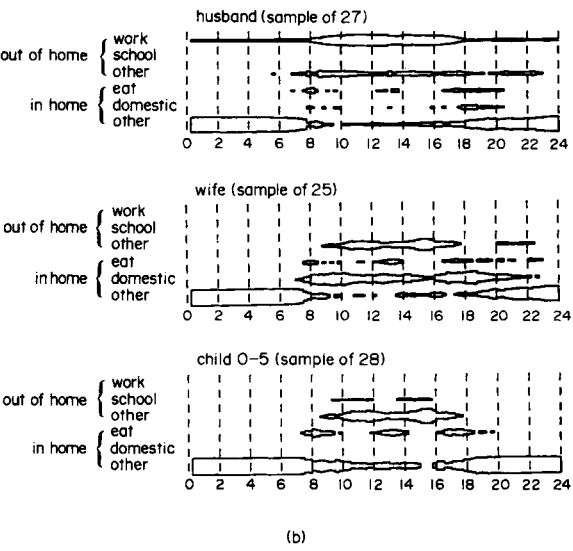 husband (sample of 27)
out of home { work
school
other
in home { eat
domestic
other
0 2 4 6 8 10 12 14 16 18 20 22 24
wife (sample of 25)
out of home { work
school
other
in home { eat
domestic
other
0 2 4 6 8 10 12 14 16 18 20 22 24
child 0-5 (sample of 28)
out of home { work
school
other
in home { eat
domestic
other
0 2 4 6 8 10 12 14 16 18 20 22 24
(b)